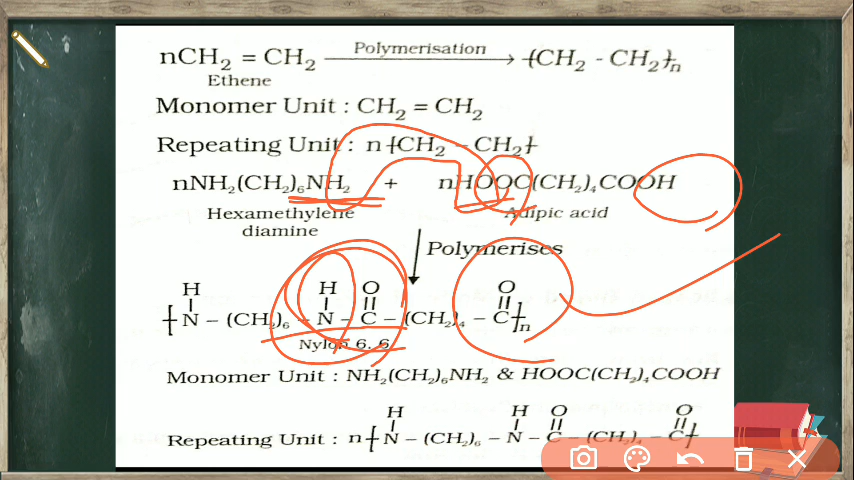 nCH₂ = CH₂ Polymerisation → -(CH₂ - CH₂)-ₙ
Ethene
Monomer Unit : CH₂ = CH₂
Repeating Unit : n-(CH₂ - CH₂)-
nNH₂(CH₂)₆NH₂ + nHOOC(CH₂)₄COOH
Hexamethylene Adipic acid
diamine
Polymerises
H H O O
[N – (CH₂)₆ – N – C – (CH₂)₄ – C]ₙ
Nylon 6, 6
Monomer Unit : NH₂(CH₂)₆NH₂ & HOOC(CH₂)₄COOH
H H O O
Repeating Unit : n[N – (CH₂)₆ – N – C – (CH₂)₄ – C]